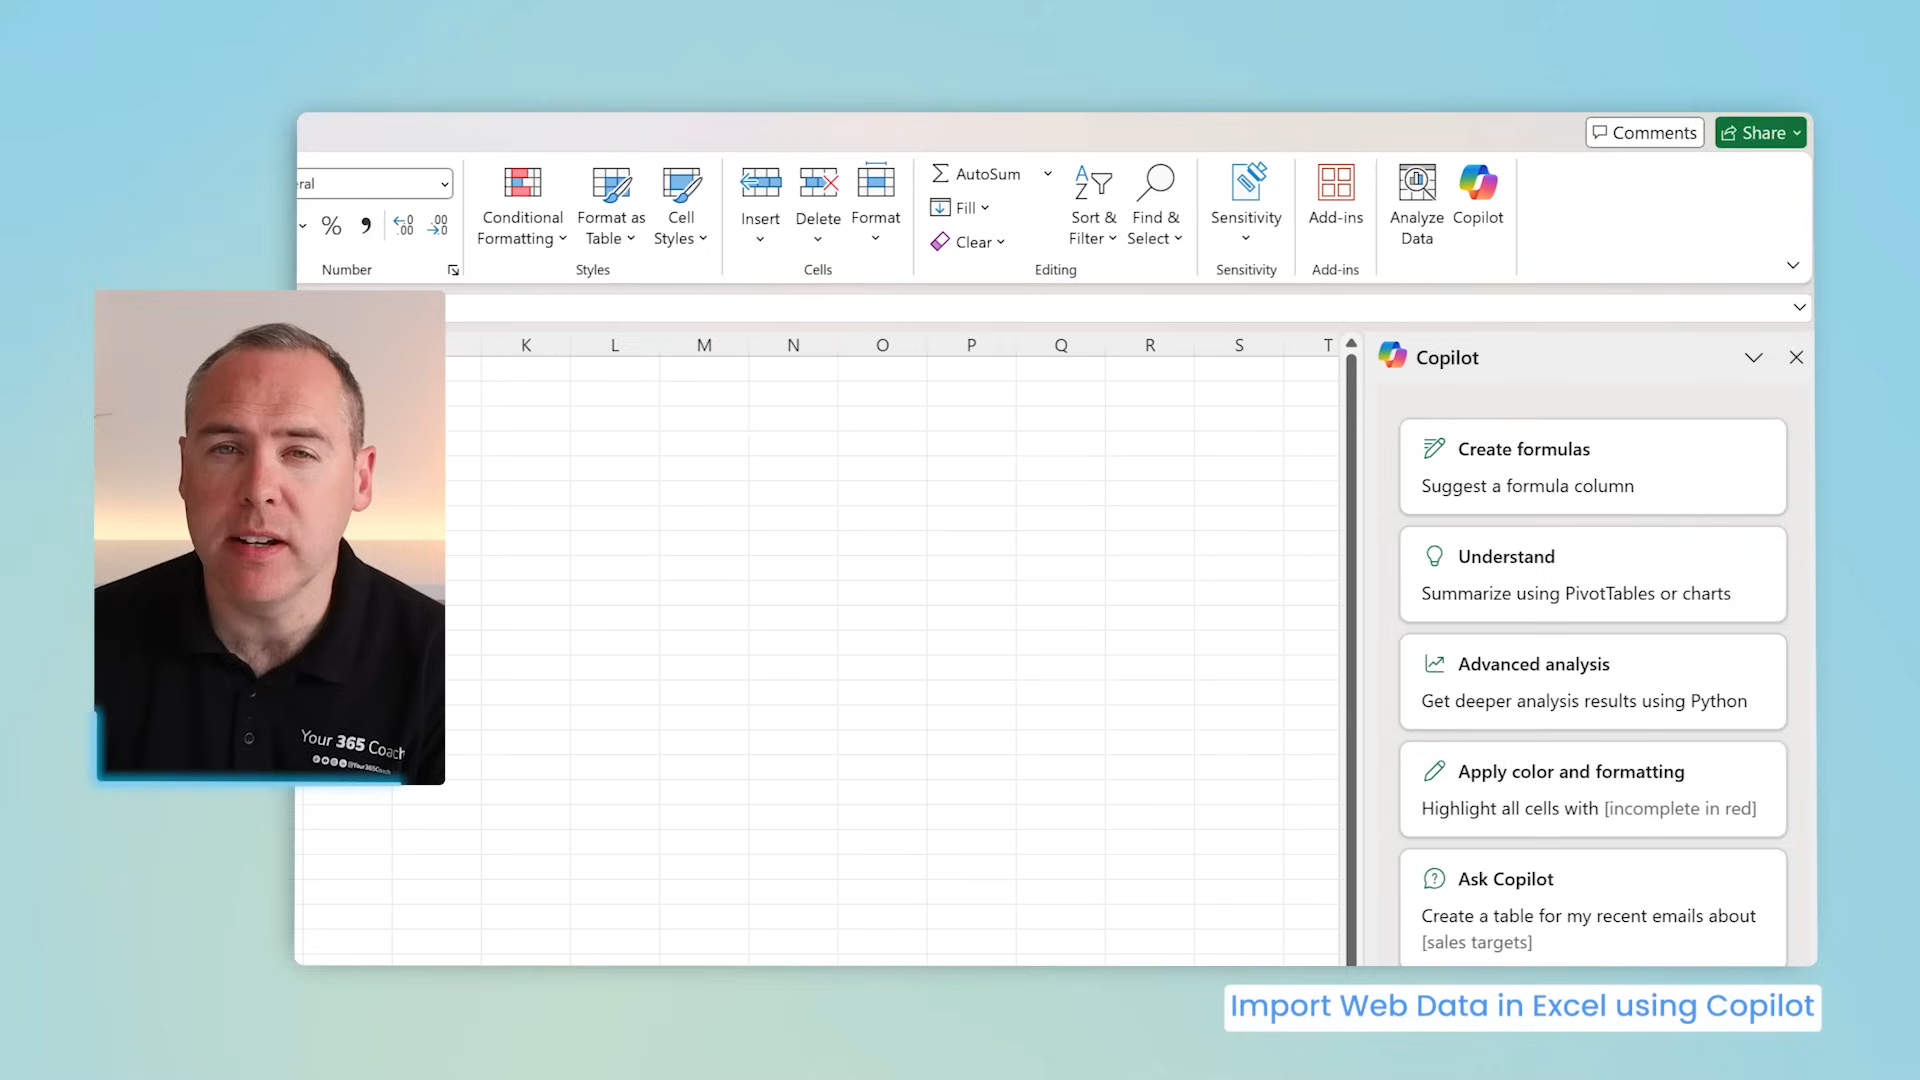 Comments
Share
ral
%
Conditional
Formatting
Format as
Table
Cell
Styles
Insert
Delete
Format
AutoSum
Fill
Clear
Sort &
Filter
Find &
Select
Sensitivity
Add-ins
Analyze
Data
Copilot
Number
Styles
Cells
Editing
Sensitivity
Add-ins
K L M N O P Q R S T
Copilot
Create formulas
Suggest a formula column
Understand
Summarize using PivotTables or charts
Advanced analysis
Get deeper analysis results using Python
Apply color and formatting
Highlight all cells with [incomplete in red]
Ask Copilot
Create a table for my recent emails about
[sales targets]
Your 365 Coach
@Your365Coach
Import Web Data in Excel using Copilot